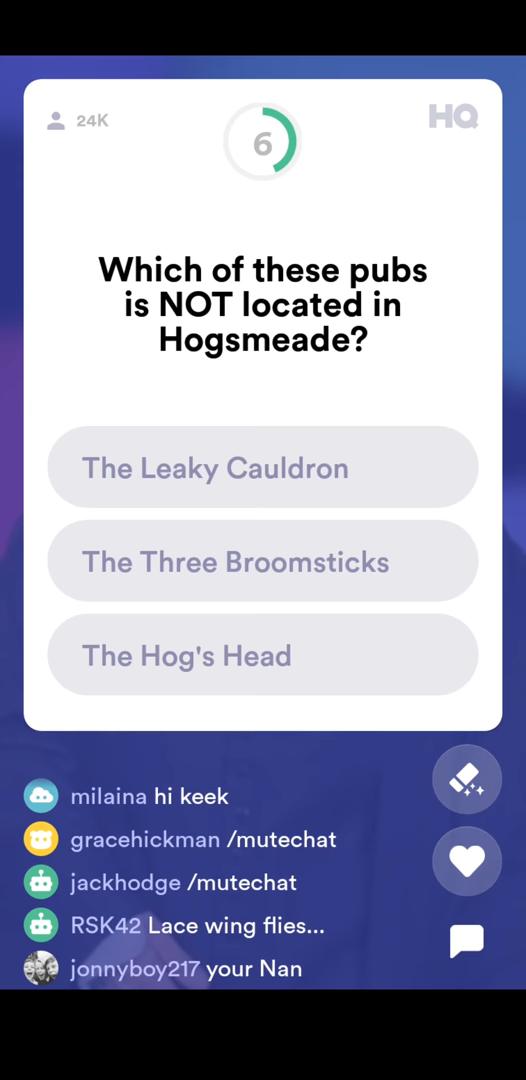 24K
6
HQ
Which of these pubs
is NOT located in
Hogsmeade?
The Leaky Cauldron
The Three Broomsticks
The Hog's Head
milaina hi keek
gracehickman /mutechat
jackhodge /mutechat
RSK42 Lace wing flies...
jonnyboy217 your Nan